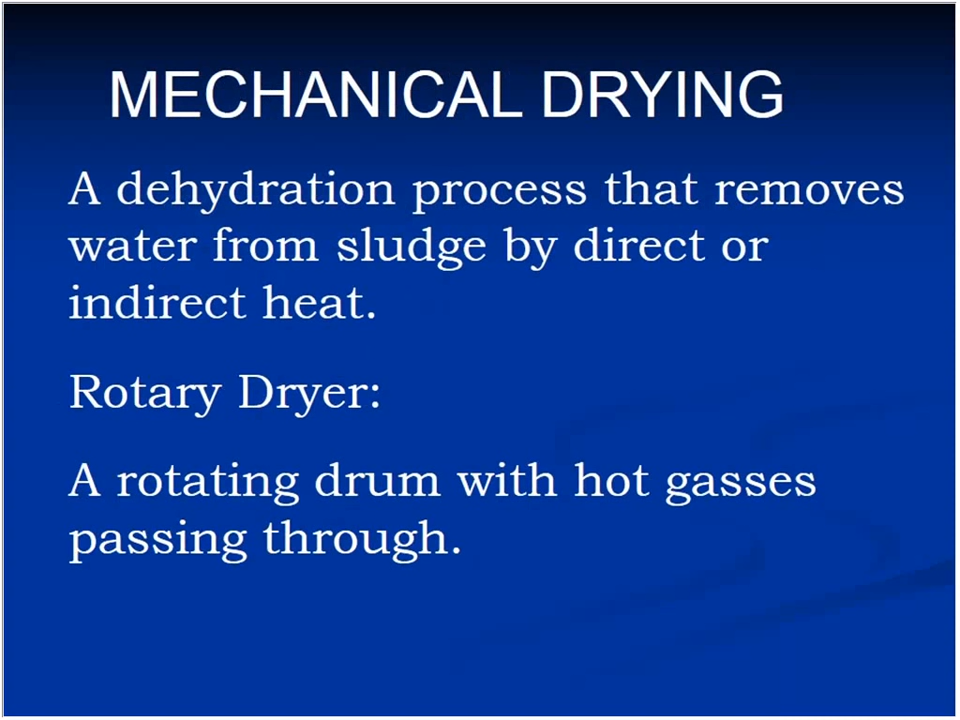 MECHANICAL DRYING
A dehydration process that removes
water from sludge by direct or
indirect heat.
Rotary Dryer:
A rotating drum with hot gasses
passing through.